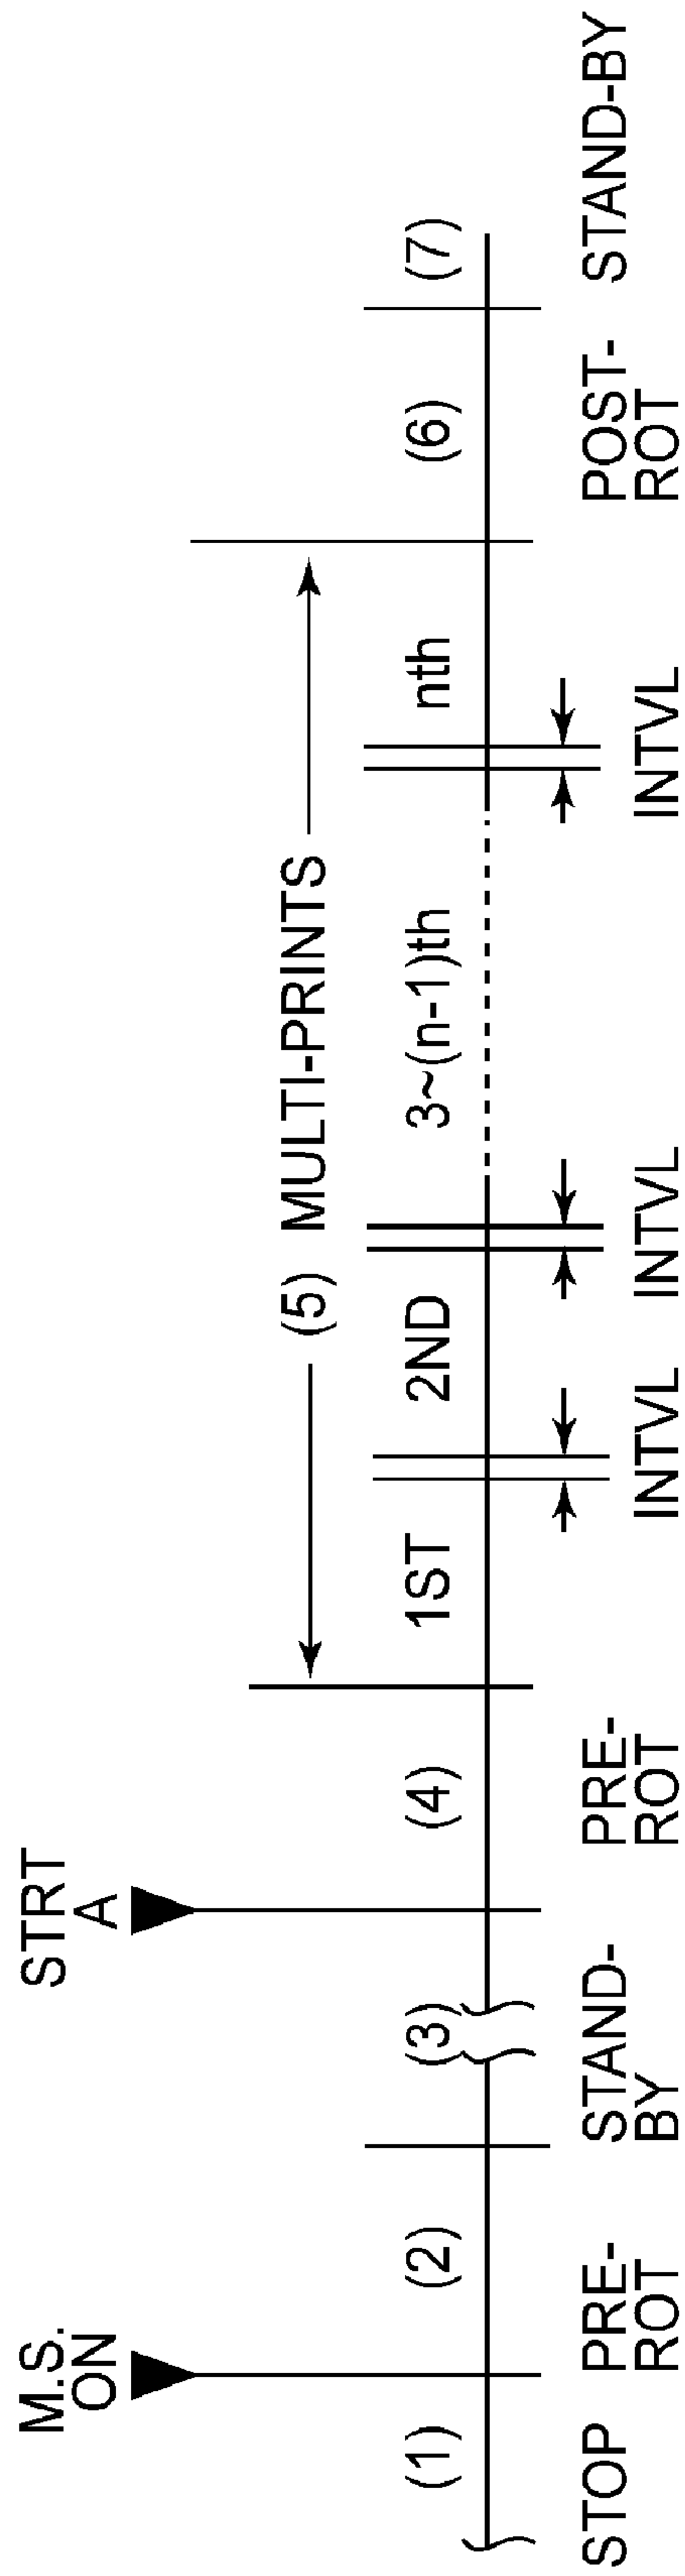 M.S.
ON
STRT
A
(5) MULTI-PRINTS
(1)
(2)
(3)
(4)
1ST
2ND
3~(n-1)th
nth
(6)
(7)
STOP
PRE-
ROT
STAND-
BY
PRE-
ROT
INTVL
INTVL
INTVL
POST-
ROT
STAND-BY